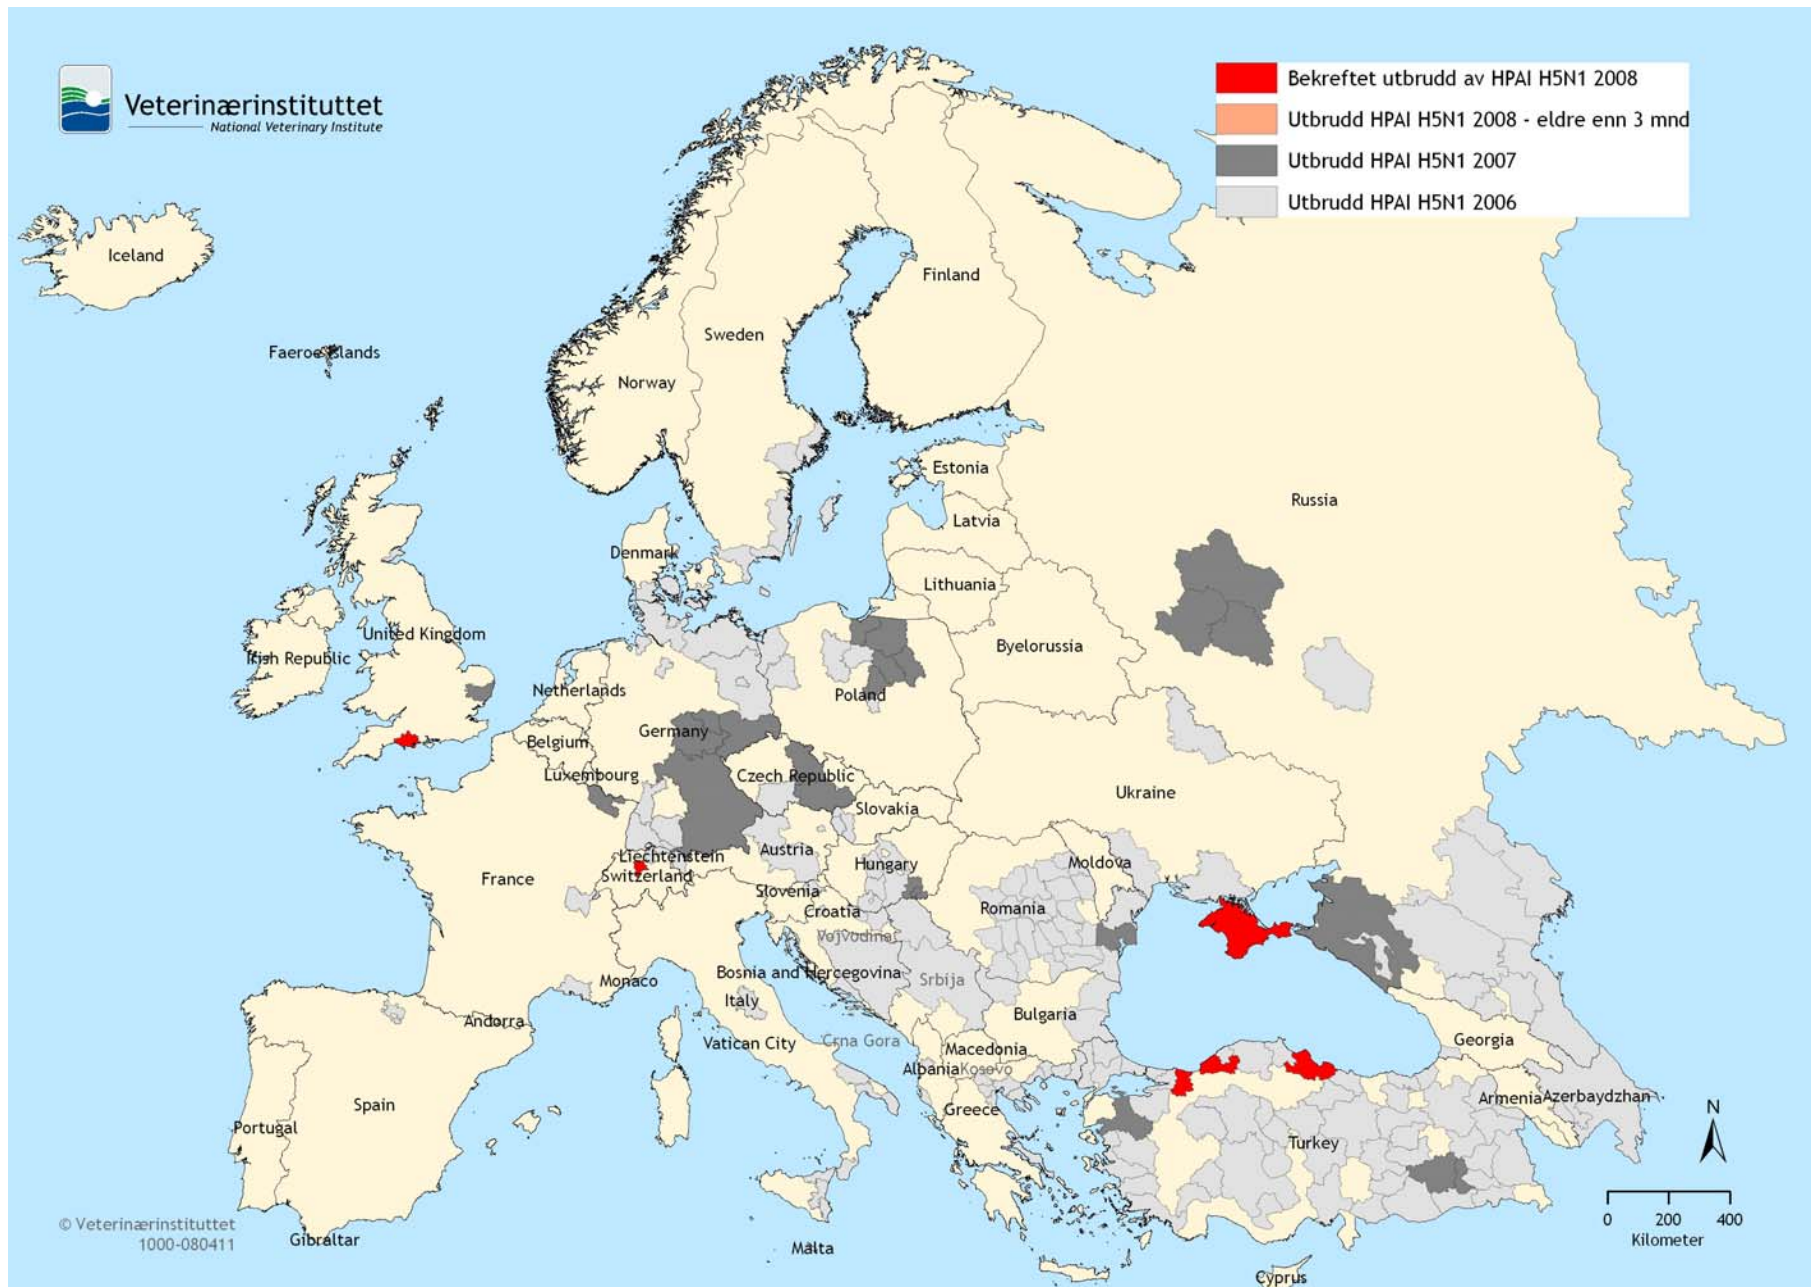 Veterinærinstituttet
National Veterinary Institute
Bekreftet utbrudd av HPAI H5N1 2008
Utbrudd HPAI H5N1 2008 - eldre enn 3 mnd
Utbrudd HPAI H5N1 2007
Utbrudd HPAI H5N1 2006
Iceland
Finland
Sweden
Faeroe Islands
Norway
Estonia
Russia
Latvia
Denmark
Lithuania
United Kingdom
Byelorussia
Irish Republic
Netherlands
Poland
Germany
Belgium
Luxembourg
Czech Republic
Ukraine
Slovakia
Austria
Liechtenstein
Hungary
Moldova
Switzerland
France
Slovenia
Romania
Croatia
Vojvodina
Bosnia and Hercegovina
Srbija
Monaco
Italy
Bulgaria
Andorra
Crna Gora
Vatican City
Georgia
Macedonia
Albania
Kosovo
Armenia
Azerbaydzhan
Spain
Greece
Portugal
Turkey
N
0 200 400
Kilometer
© Veterinærinstituttet
1000-080411
Gibraltar
Malta
Cyprus